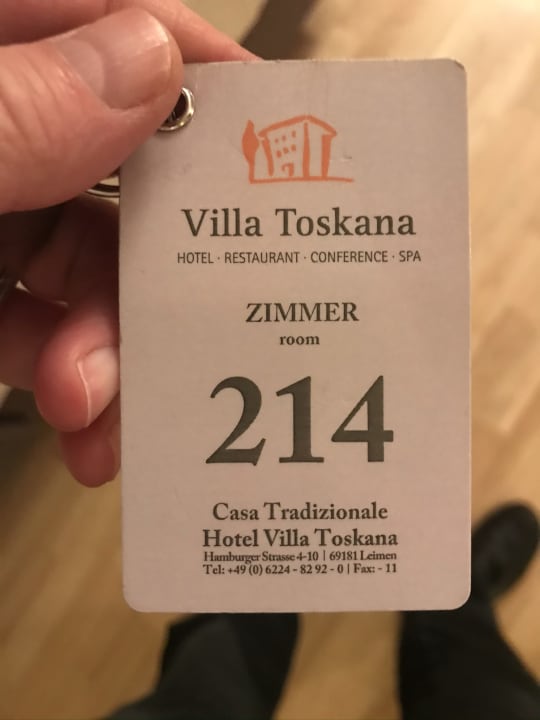 Villa Toskana
HOTEL · RESTAURANT · CONFERENCE · SPA
ZIMMER
room
214
Casa Tradizionale
Hotel Villa Toskana
Hamburger Strasse 4-10 | 69181 Leimen
Tel: +49 (0) 6224 - 82 92 - 0 | Fax: - 11